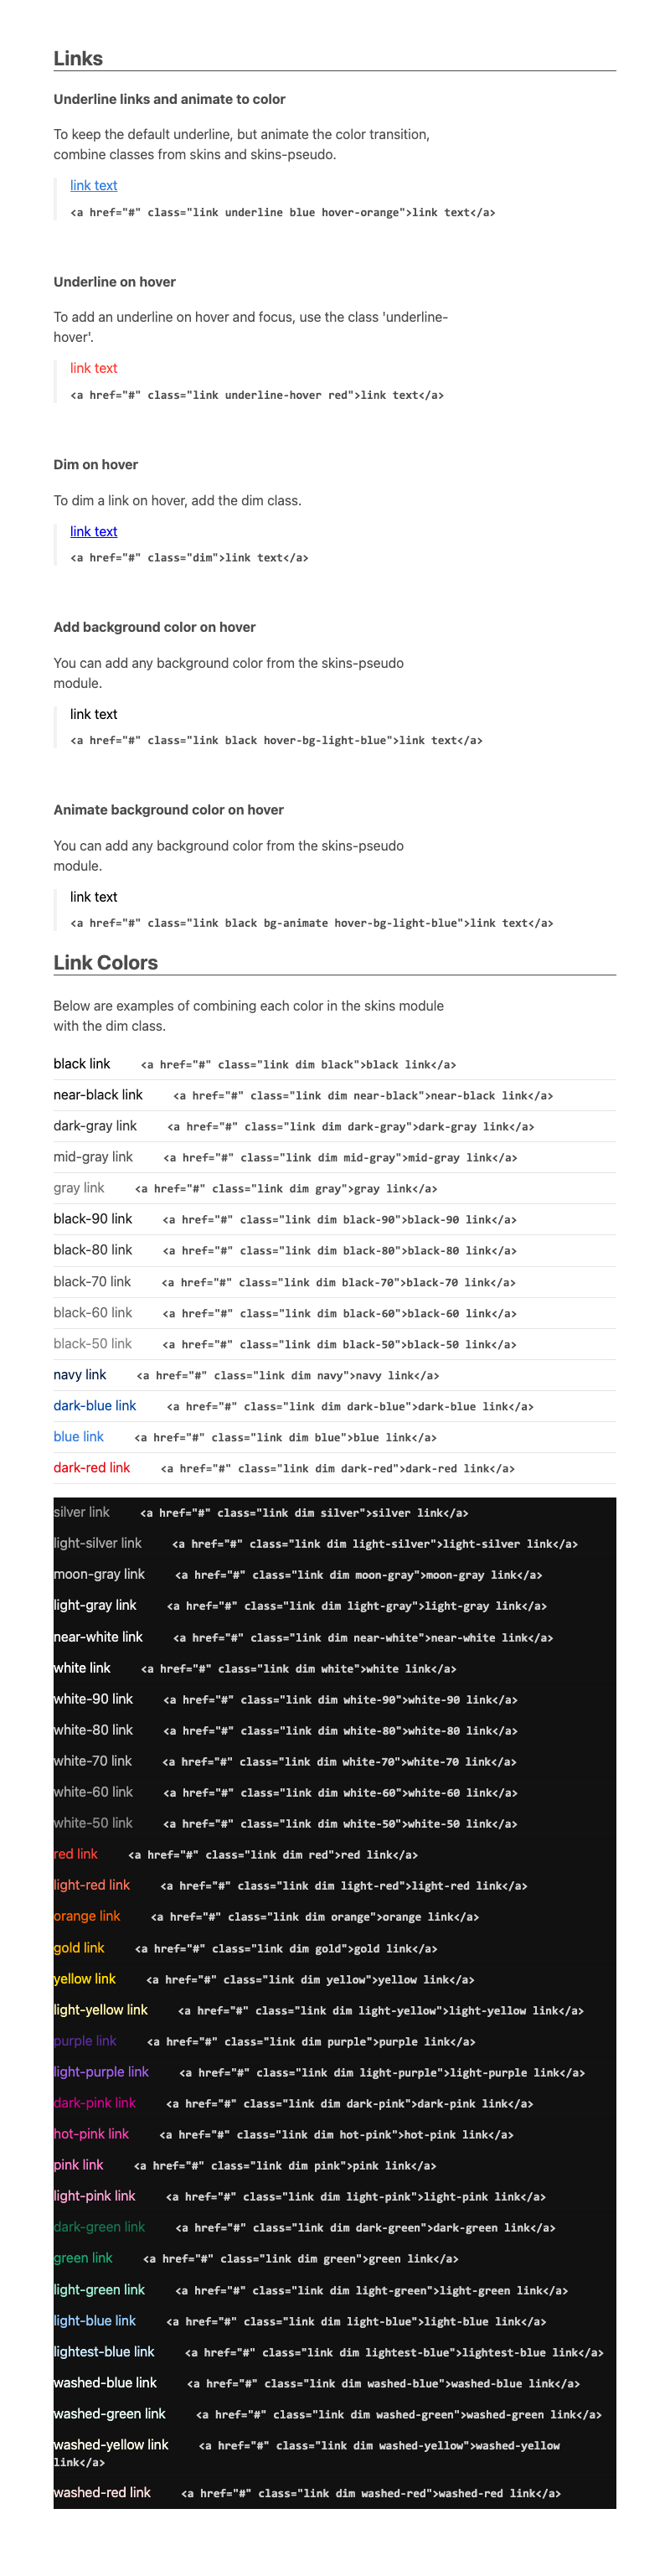 Links
Underline links and animate to color
To keep the default underline, but animate the color transition,
combine classes from skins and skins-pseudo.
link text
<a href="#" class="link underline blue hover-orange">link text</a>
Underline on hover
To add an underline on hover and focus, use the class 'underline-
hover'.
link text
<a href="#" class="link underline-hover red">link text</a>
Dim on hover
To dim a link on hover, add the dim class.
link text
<a href="#" class="dim">link text</a>
Add background color on hover
You can add any background color from the skins-pseudo
module.
link text
<a href="#" class="link black hover-bg-light-blue">link text</a>
Animate background color on hover
You can add any background color from the skins-pseudo
module.
link text
<a href="#" class="link black bg-animate hover-bg-light-blue">link text</a>
Link Colors
Below are examples of combining each color in the skins module
with the dim class.
black link <a href="#" class="link dim black">black link</a>
near-black link <a href="#" class="link dim near-black">near-black link</a>
dark-gray link <a href="#" class="link dim dark-gray">dark-gray link</a>
mid-gray link <a href="#" class="link dim mid-gray">mid-gray link</a>
gray link <a href="#" class="link dim gray">gray link</a>
black-90 link <a href="#" class="link dim black-90">black-90 link</a>
black-80 link <a href="#" class="link dim black-80">black-80 link</a>
black-70 link <a href="#" class="link dim black-70">black-70 link</a>
black-60 link <a href="#" class="link dim black-60">black-60 link</a>
black-50 link <a href="#" class="link dim black-50">black-50 link</a>
navy link <a href="#" class="link dim navy">navy link</a>
dark-blue link <a href="#" class="link dim dark-blue">dark-blue link</a>
blue link <a href="#" class="link dim blue">blue link</a>
dark-red link <a href="#" class="link dim dark-red">dark-red link</a>
silver link <a href="#" class="link dim silver">silver link</a>
light-silver link <a href="#" class="link dim light-silver">light-silver link</a>
moon-gray link <a href="#" class="link dim moon-gray">moon-gray link</a>
light-gray link <a href="#" class="link dim light-gray">light-gray link</a>
near-white link <a href="#" class="link dim near-white">near-white link</a>
white link <a href="#" class="link dim white">white link</a>
white-90 link <a href="#" class="link dim white-90">white-90 link</a>
white-80 link <a href="#" class="link dim white-80">white-80 link</a>
white-70 link <a href="#" class="link dim white-70">white-70 link</a>
white-60 link <a href="#" class="link dim white-60">white-60 link</a>
white-50 link <a href="#" class="link dim white-50">white-50 link</a>
red link <a href="#" class="link dim red">red link</a>
light-red link <a href="#" class="link dim light-red">light-red link</a>
orange link <a href="#" class="link dim orange">orange link</a>
gold link <a href="#" class="link dim gold">gold link</a>
yellow link <a href="#" class="link dim yellow">yellow link</a>
light-yellow link <a href="#" class="link dim light-yellow">light-yellow link</a>
purple link <a href="#" class="link dim purple">purple link</a>
light-purple link <a href="#" class="link dim light-purple">light-purple link</a>
dark-pink link <a href="#" class="link dim dark-pink">dark-pink link</a>
hot-pink link <a href="#" class="link dim hot-pink">hot-pink link</a>
pink link <a href="#" class="link dim pink">pink link</a>
light-pink link <a href="#" class="link dim light-pink">light-pink link</a>
dark-green link <a href="#" class="link dim dark-green">dark-green link</a>
green link <a href="#" class="link dim green">green link</a>
light-green link <a href="#" class="link dim light-green">light-green link</a>
light-blue link <a href="#" class="link dim light-blue">light-blue link</a>
lightest-blue link <a href="#" class="link dim lightest-blue">lightest-blue link</a>
washed-blue link <a href="#" class="link dim washed-blue">washed-blue link</a>
washed-green link <a href="#" class="link dim washed-green">washed-green link</a>
washed-yellow link <a href="#" class="link dim washed-yellow">washed-yellow
link</a>
washed-red link <a href="#" class="link dim washed-red">washed-red link</a>